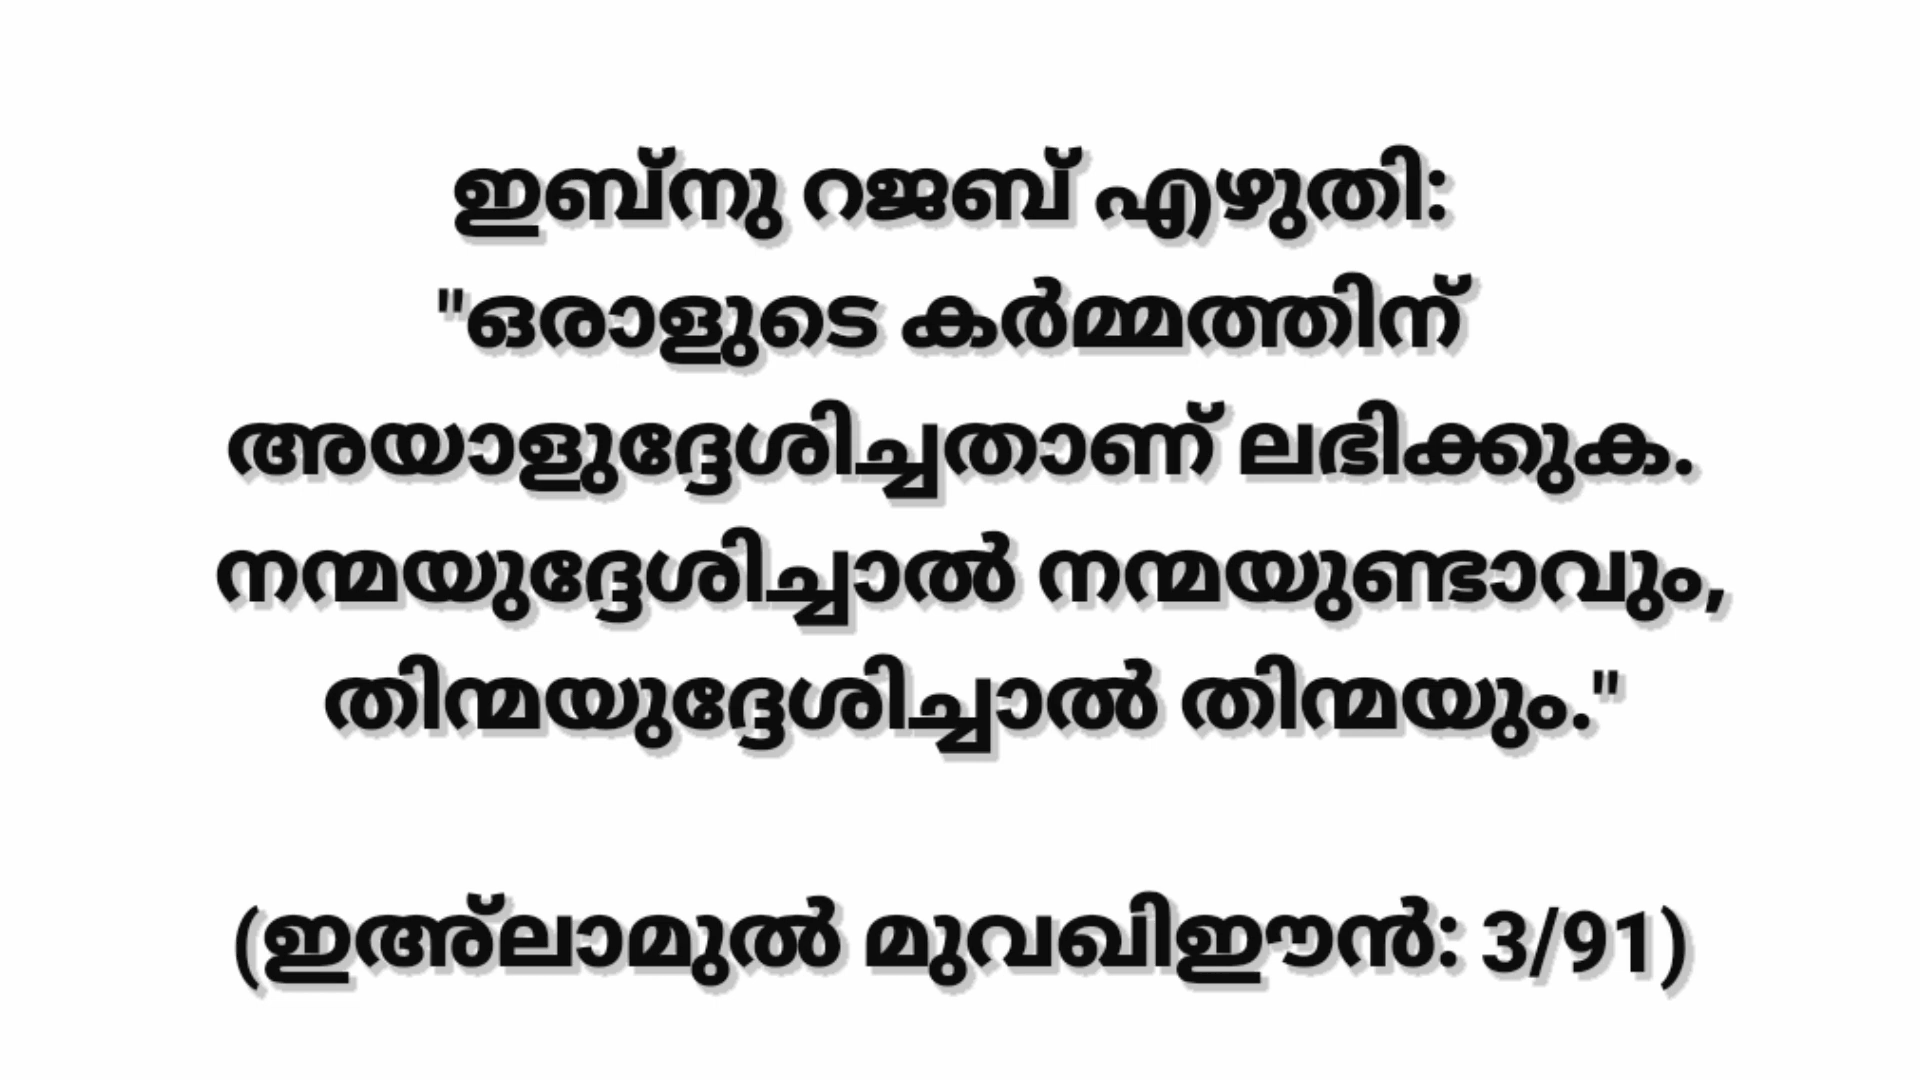 ഇബ്നു റജബ് എഴുതി:
"ഒരാളുടെ കർമ്മത്തിന്
അയാളുദ്ദേശിച്ചതാണ് ലഭിക്കുക.
നന്മയുദ്ദേശിച്ചാൽ നന്മയുണ്ടാവും,
തിന്മയുദ്ദേശിച്ചാൽ തിന്മയും."
(ഇഅ്ലാമുൽ മുവഖിഈൻ: 3/91)